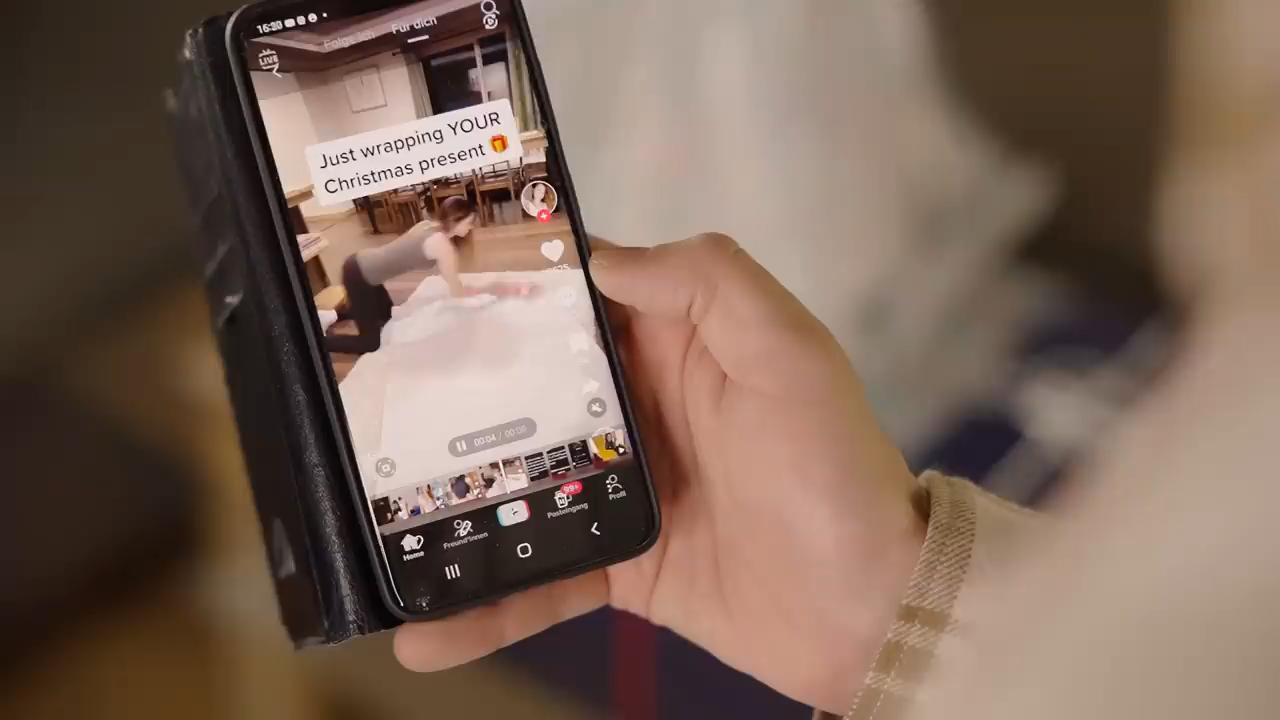 16:30
Folge ich Für dich
LIVE
Just wrapping YOUR
Christmas present
00:04 / 00:08
99+
Home
Freund*innen
Posteingang
Profil